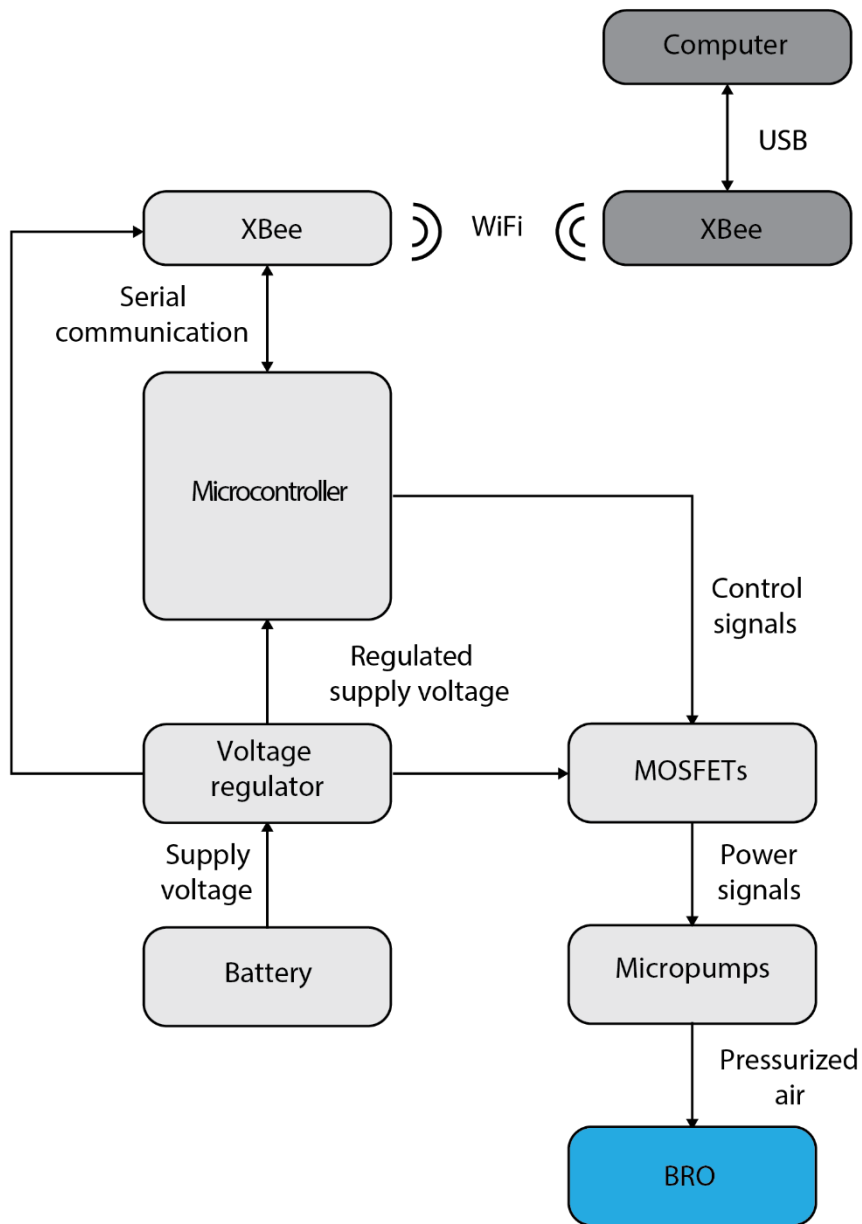 Computer
USB
XBee
WiFi
XBee
Serial
communication
Microcontroller
Control
signals
Regulated
supply voltage
Voltage
regulator
MOSFETs
Supply
voltage
Power
signals
Battery
Micropumps
Pressurized
air
BRO